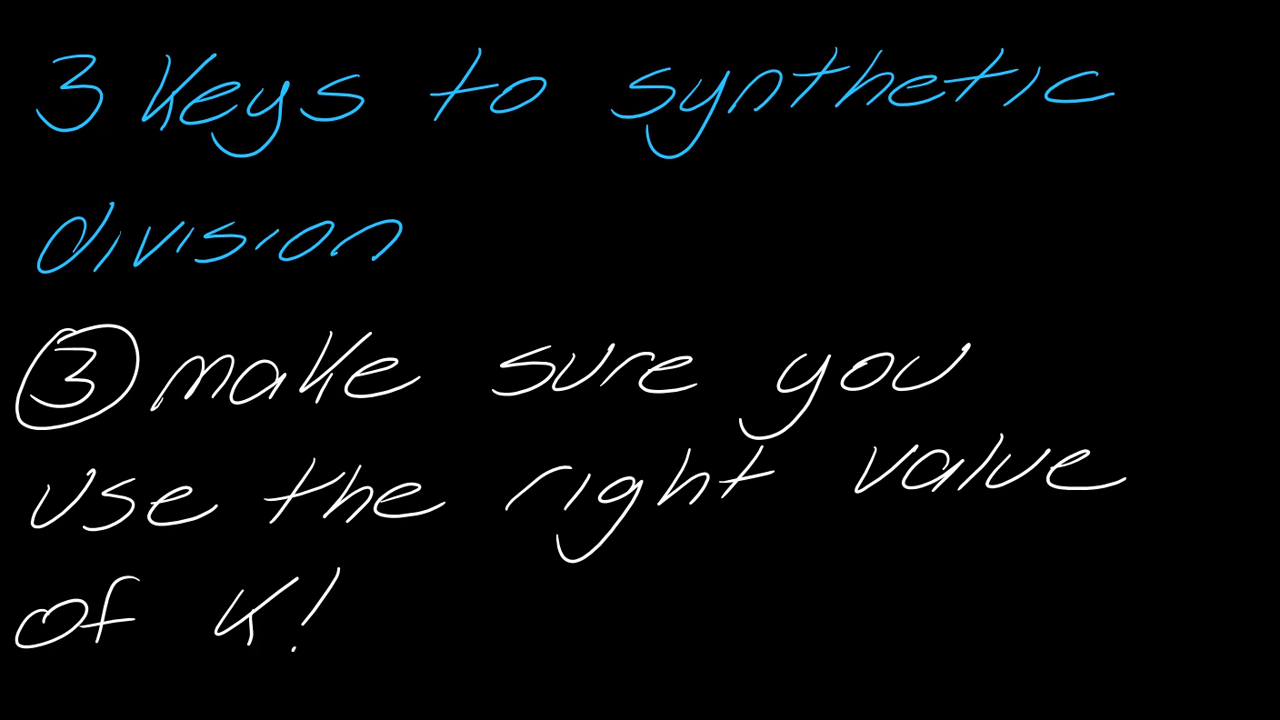 3 Keys to synthetic
division
③ make sure you
use the right value
of K!